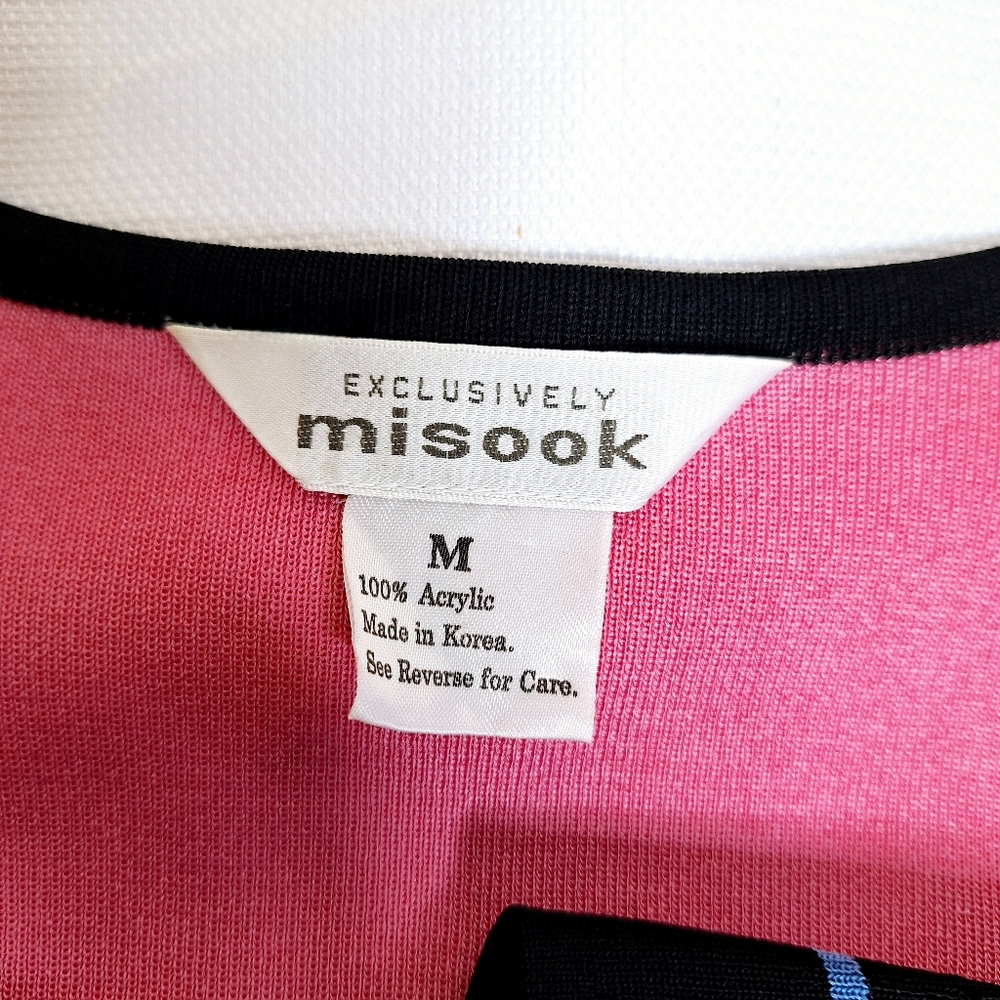 EXCLUSIVELY
misook
M
100% Acrylic
Made in Korea.
See Reverse for Care.